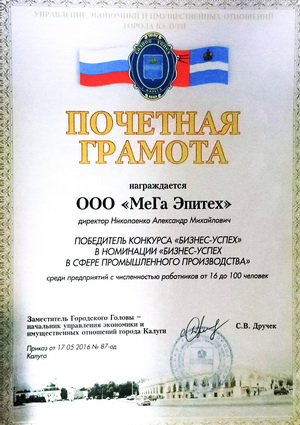 УПРАВЛЕНИЕ ЭКОНОМИКИ И ИМУЩЕСТВЕННЫХ ОТНОШЕНИЙ
ГОРОДА КАЛУГИ
КАЛУГА
ПОЧЕТНАЯ
ГРАМОТА
награждается
ООО «МеГа Эпитех»
директор Николаенко Александр Михайлович
ПОБЕДИТЕЛЬ КОНКУРСА «БИЗНЕС-УСПЕХ»
В НОМИНАЦИИ «БИЗНЕС-УСПЕХ
В СФЕРЕ ПРОМЫШЛЕННОГО ПРОИЗВОДСТВА»
среди предприятий с численностью работников от 16 до 100 человек
Заместитель Городского Головы –
начальник управления экономики и
имущественных отношений города Калуги
С.В. Дручек
Приказ от 17.05 2016 № 87-од
Калуга